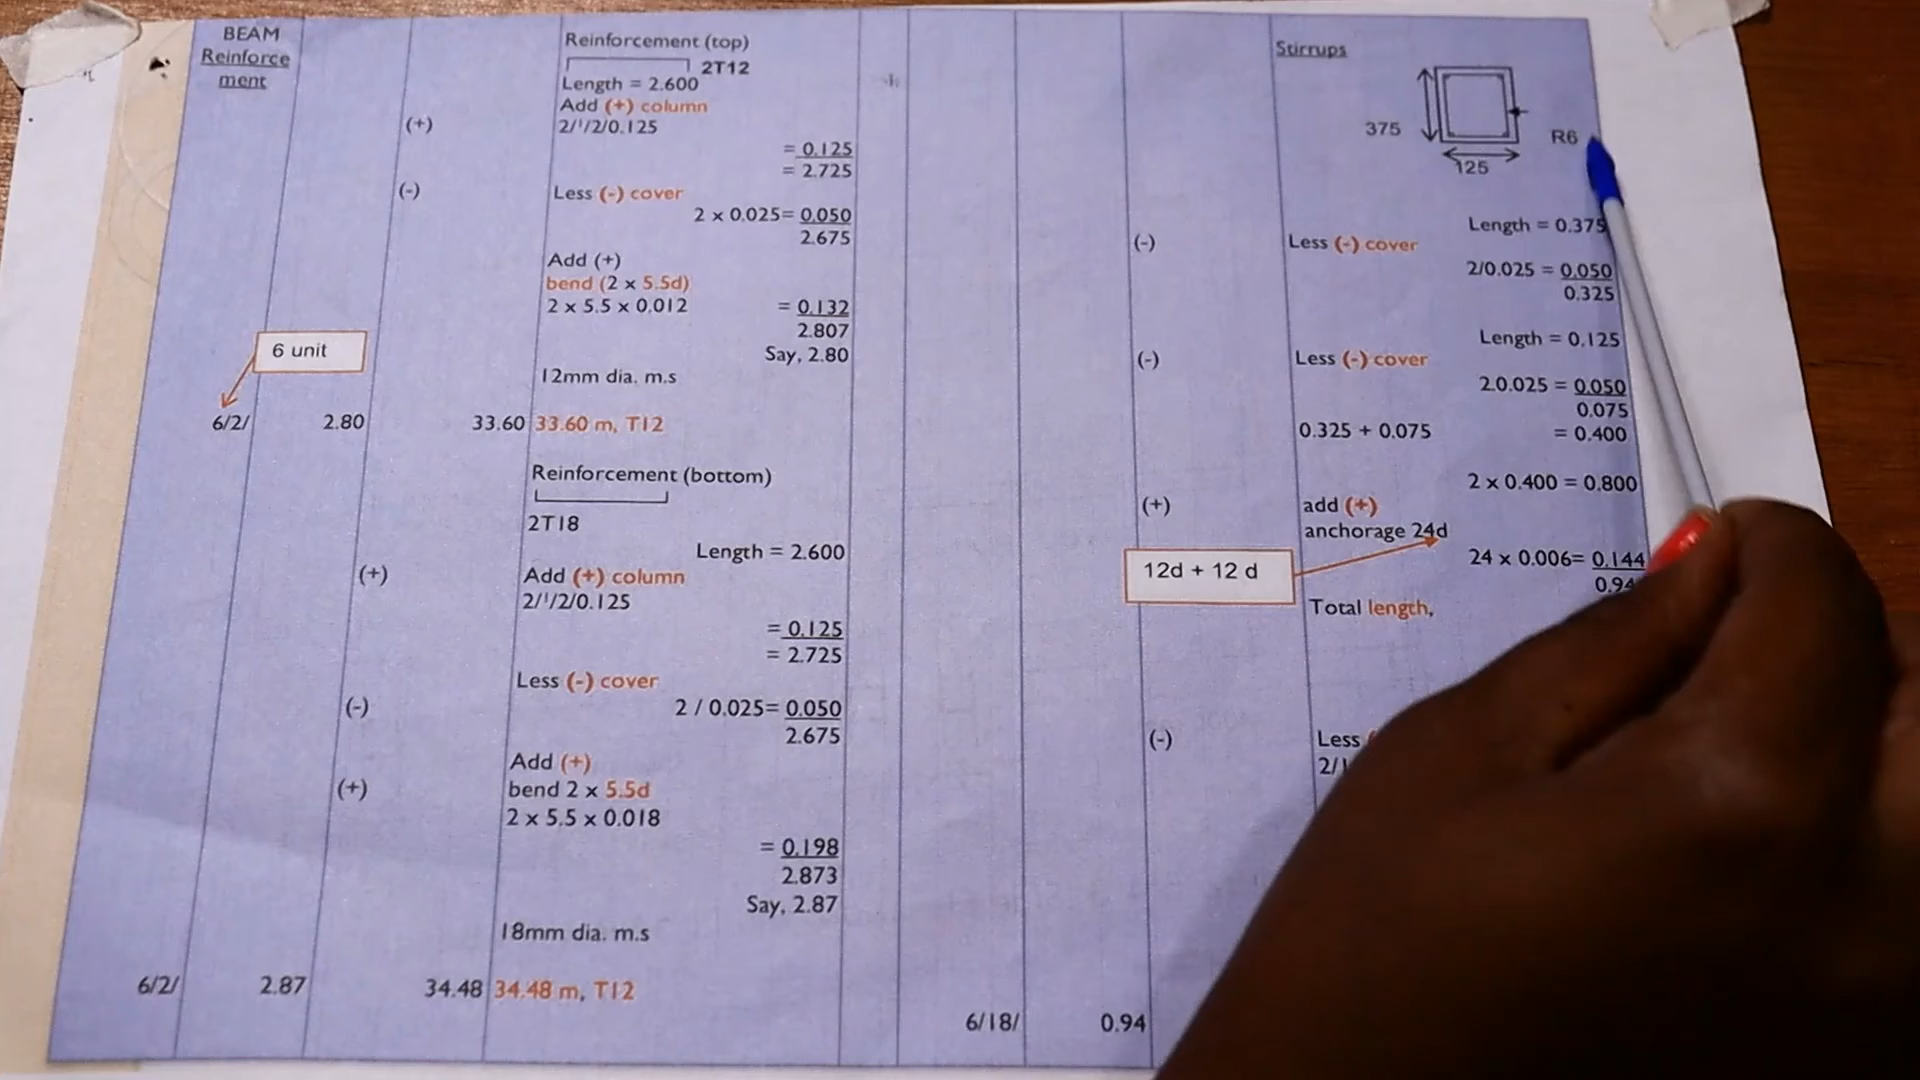 BEAM
Reinforce
ment
Reinforcement (top)
2T12
Length = 2.600
Add (+) column
(+)
2/¹/2/0.125
= 0.125
= 2.725
(-)
Less (-) cover
2 x 0.025= 0.050
2.675
Add (+)
bend (2 x 5.5d)
2 x 5.5 x 0.012 = 0.132
2.807
Say, 2.80
6 unit
12mm dia. m.s
6/2/ 2.80 33.60 33.60 m, T12
Reinforcement (bottom)
2T18
Length = 2.600
(+) Add (+) column
2/¹/2/0.125
= 0.125
= 2.725
Less (-) cover
(-) 2 / 0.025= 0.050
2.675
Add (+)
(+) bend 2 x 5.5d
2 x 5.5 x 0.018
= 0.198
2.873
Say, 2.87
18mm dia. m.s
6/2/ 2.87 34.48 34.48 m, T12
Stirrups
375
R6
125
Length = 0.375
(-) Less (-) cover
2/0.025 = 0.050
0.325
Length = 0.125
(-) Less (-) cover
2.0.025 = 0.050
0.075
0.325 + 0.075 = 0.400
2 x 0.400 = 0.800
(+) add (+)
anchorage 24d
12d + 12 d
24 x 0.006= 0.144
0.94
Total length,
(-) Less
2/
6/18/ 0.94